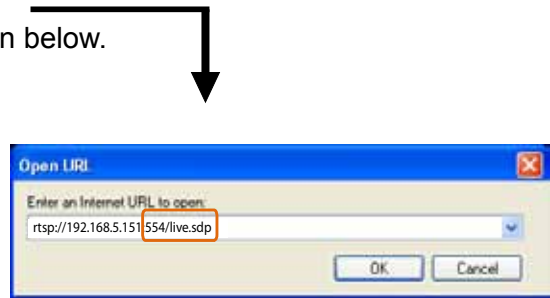 n below.
Open URL
Enter an Internet URL to open:
rtsp://192.168.5.151:554/live.sdp
OK Cancel